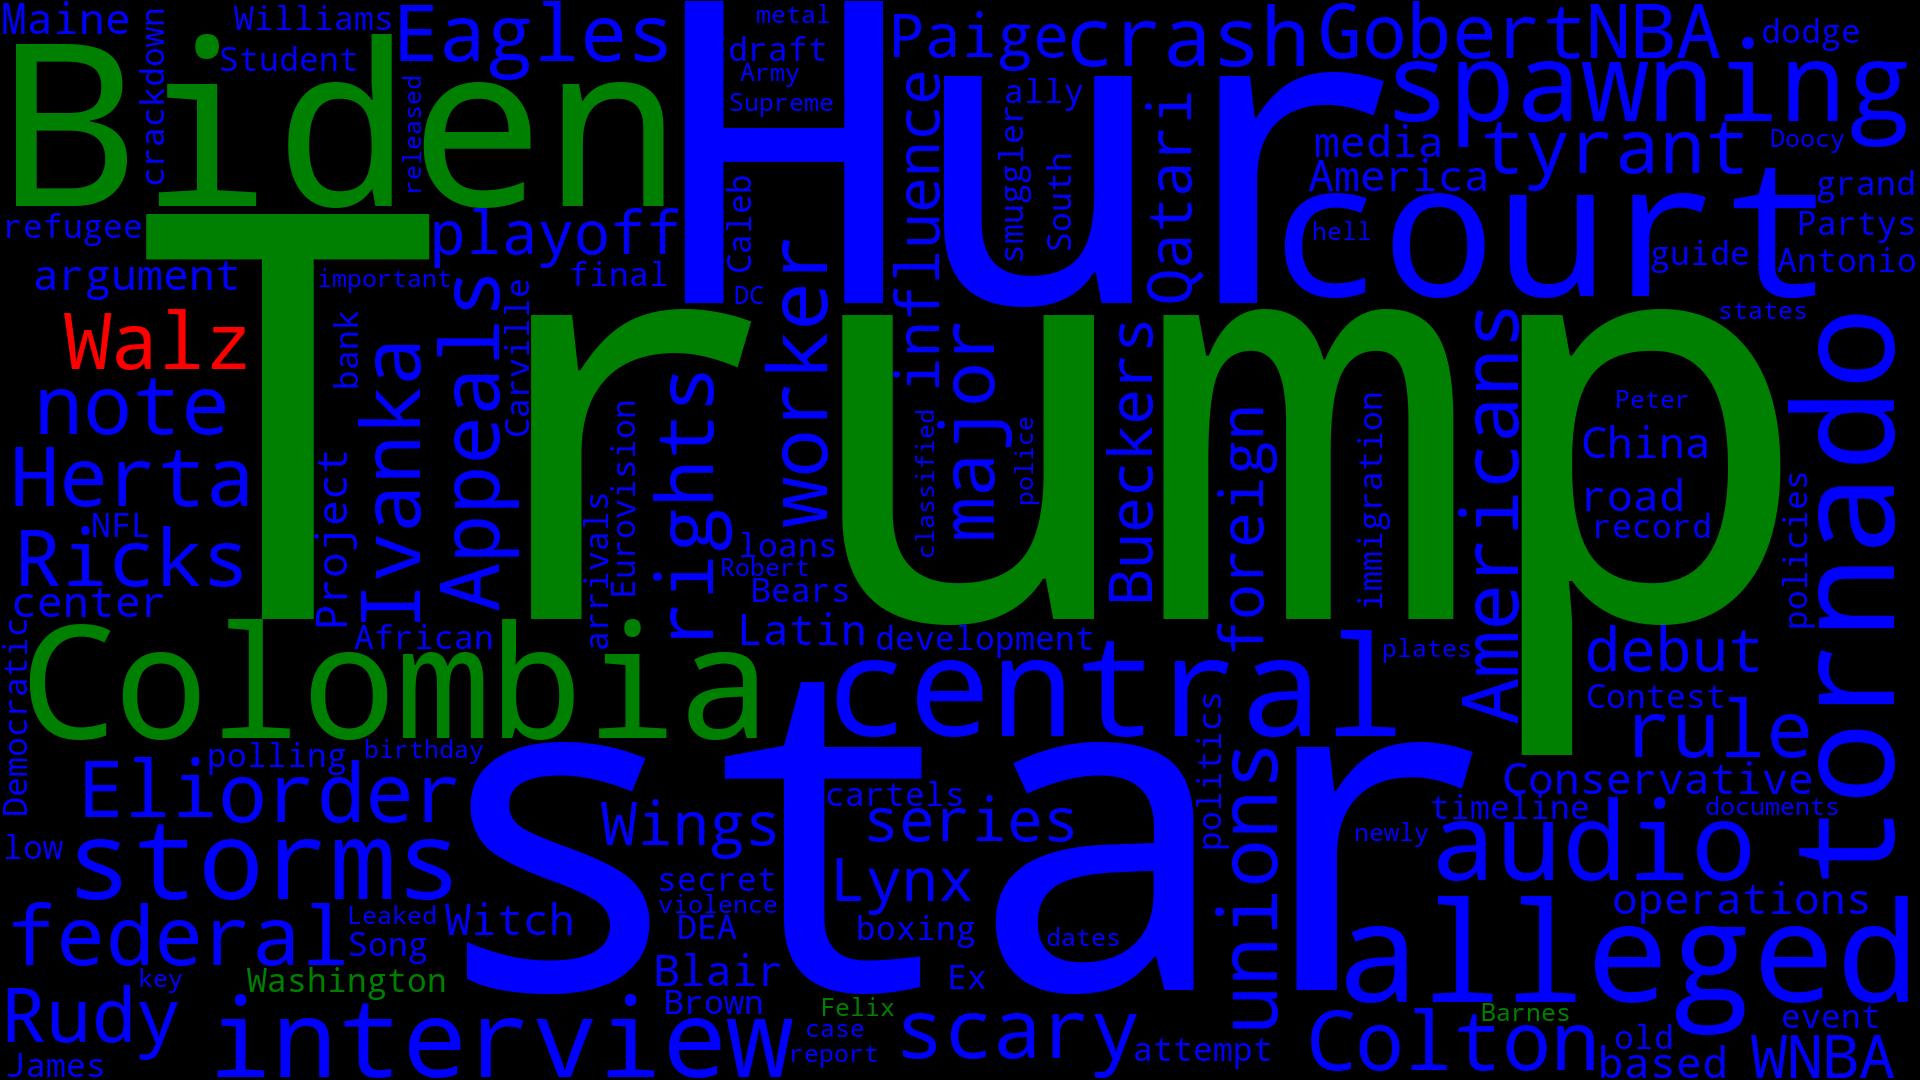 Maine
crackdown
Williams
Student
Eagles
released
Biden
metal
draft
Army
Supreme
Hur
Paige
crash
Gobert
NBA
dodge
spawning
ally
smuggler
South
Qatari
influence
media
tyrant
Doocy
America
grand
court
hell
guide
Partys
Antonio
refugee
Trump
playoff
argument
important
final
Caleb
DC
worker
states
Walz
bank
Ivanka
Appeals
Carville
note
rights
major
classified
police
Bueckers
foreign
immigration
Americans
Peter
China
road
record
tornado
policies
Herta
NFL
Ricks
center
Project
arrivals
Eurovision
loans
Robert
Bears
Democratic
African
Latin
development
Colombia
central
plates
debut
Contest
rule
polling
birthday
Eli
order
star
Wings
cartels
series
politics
unions
Conservative
timeline
documents
newly
audio
low
storms
secret
violence
DEA
Lynx
boxing
dates
operations
alleged
federal
Leaked
Song
Witch
key
Washington
Blair
Brown
Ex
Felix
case
report
Rudy
James
interview
scary
attempt
Colton
Barnes
old
based
event
WNBA